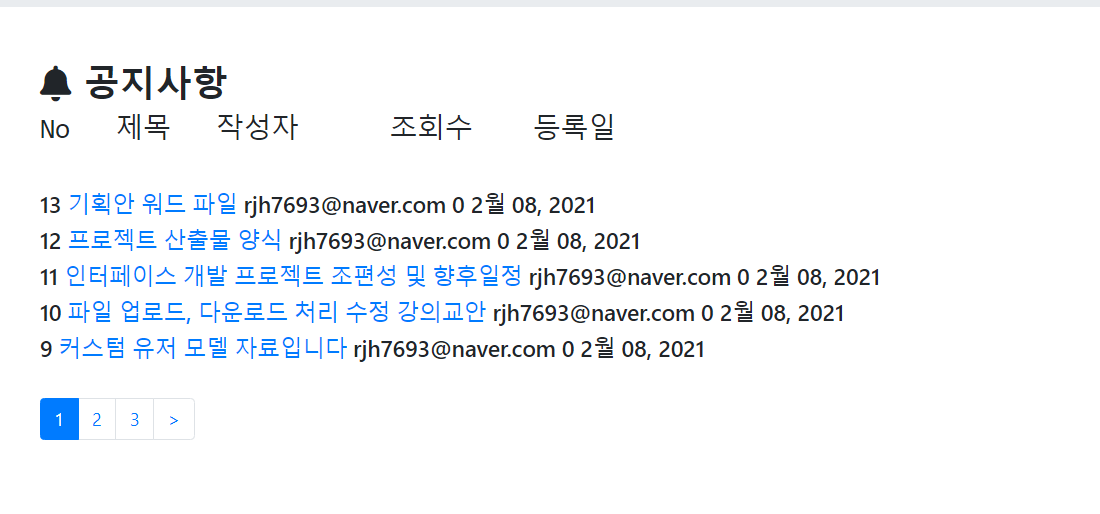 공지사항
No 제목 작성자 조회수 등록일
13 기획안 워드 파일 rjh7693@naver.com 0 2월 08, 2021
12 프로젝트 산출물 양식 rjh7693@naver.com 0 2월 08, 2021
11 인터페이스 개발 프로젝트 조편성 및 향후일정 rjh7693@naver.com 0 2월 08, 2021
10 파일 업로드, 다운로드 처리 수정 강의교안 rjh7693@naver.com 0 2월 08, 2021
9 커스텀 유저 모델 자료입니다 rjh7693@naver.com 0 2월 08, 2021
1 2 3 >